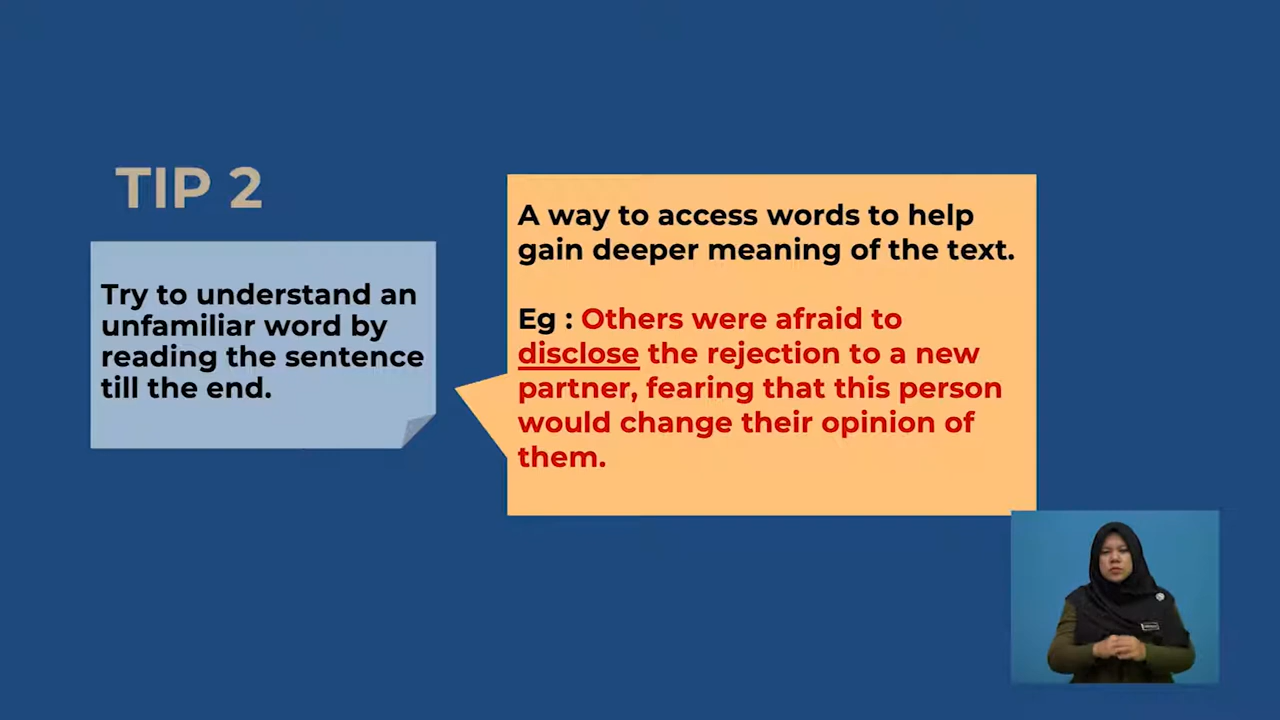 TIP 2
Try to understand an
unfamiliar word by
reading the sentence
till the end.
A way to access words to help
gain deeper meaning of the text.
Eg : Others were afraid to
disclose the rejection to a new
partner, fearing that this person
would change their opinion of
them.